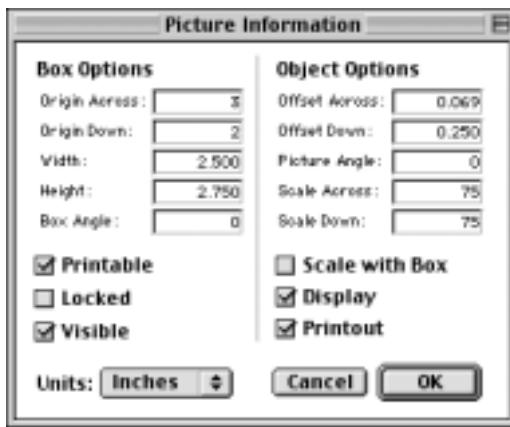 Picture Information
Box Options
Origin Across: 3
Origin Down: 2
Width: 2.500
Height: 2.750
Box Angle: 0
Printable
Locked
Visible
Object Options
Offset Across: 0.069
Offset Down: 0.250
Picture Angle: 0
Scale Across: 75
Scale Down: 75
Scale with Box
Display
Printout
Units: Inches
Cancel
OK